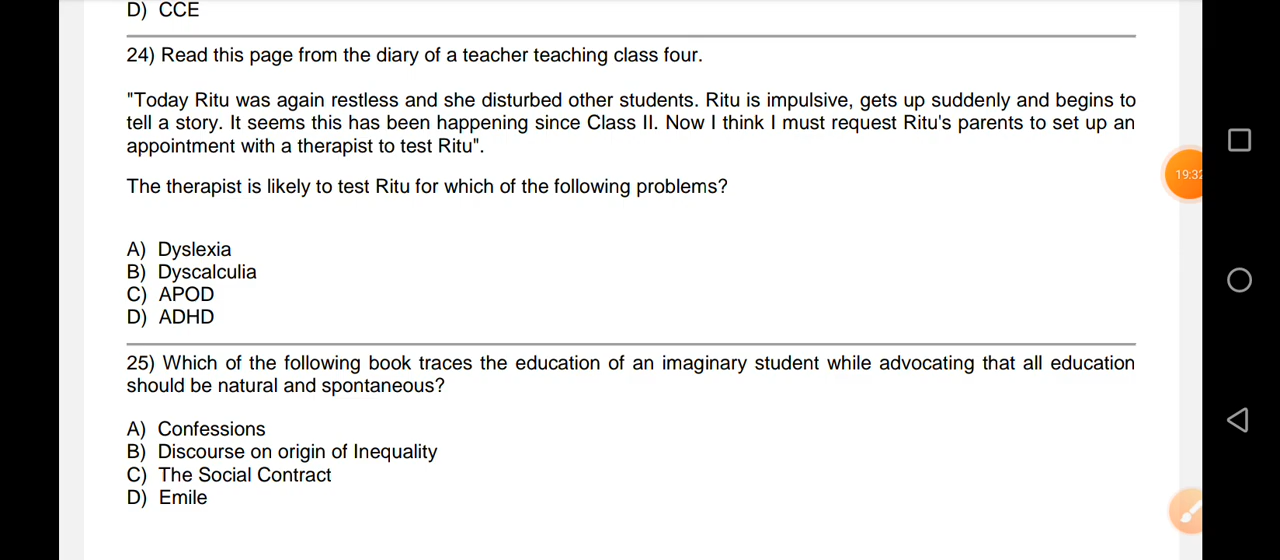 D) CCE
24) Read this page from the diary of a teacher teaching class four.
"Today Ritu was again restless and she disturbed other students. Ritu is impulsive, gets up suddenly and begins to
tell a story. It seems this has been happening since Class II. Now I think I must request Ritu's parents to set up an
appointment with a therapist to test Ritu".
The therapist is likely to test Ritu for which of the following problems?
19:32
A) Dyslexia
B) Dyscalculia
C) APOD
D) ADHD
25) Which of the following book traces the education of an imaginary student while advocating that all education
should be natural and spontaneous?
A) Confessions
B) Discourse on origin of Inequality
C) The Social Contract
D) Emile